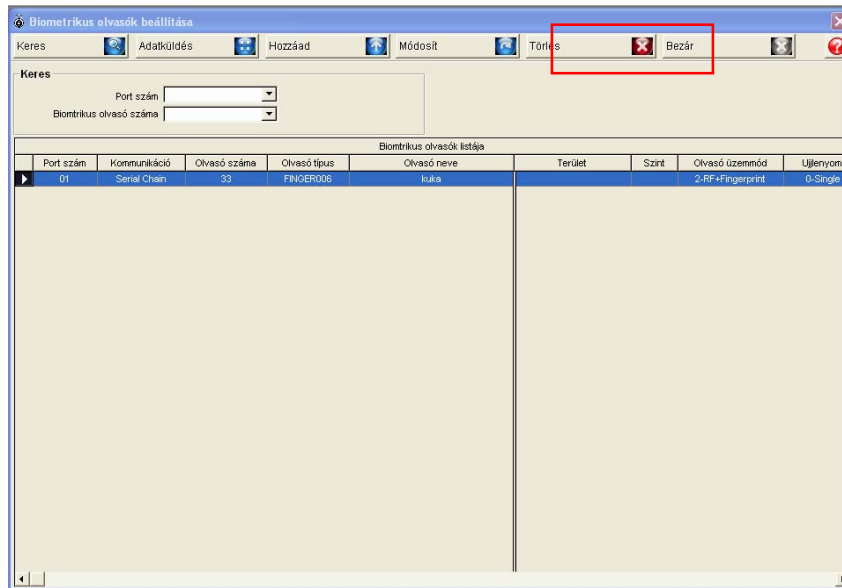 Biometrikus olvasók beállítása
Keres Adatküldés Hozzáad Módosít Törlés Bezár ?
Keres
Port szám
Biomtrikus olvasó száma
Biomtrikus olvasók listája
Port szám Kommunikáció Olvasó száma Olvasó típus Olvasó neve Terület Szint Olvasó üzemmód Ujjlenyom
01 Serial Chain 33 FINGER006 kuka 2-RF+Fingerprint 0-Single